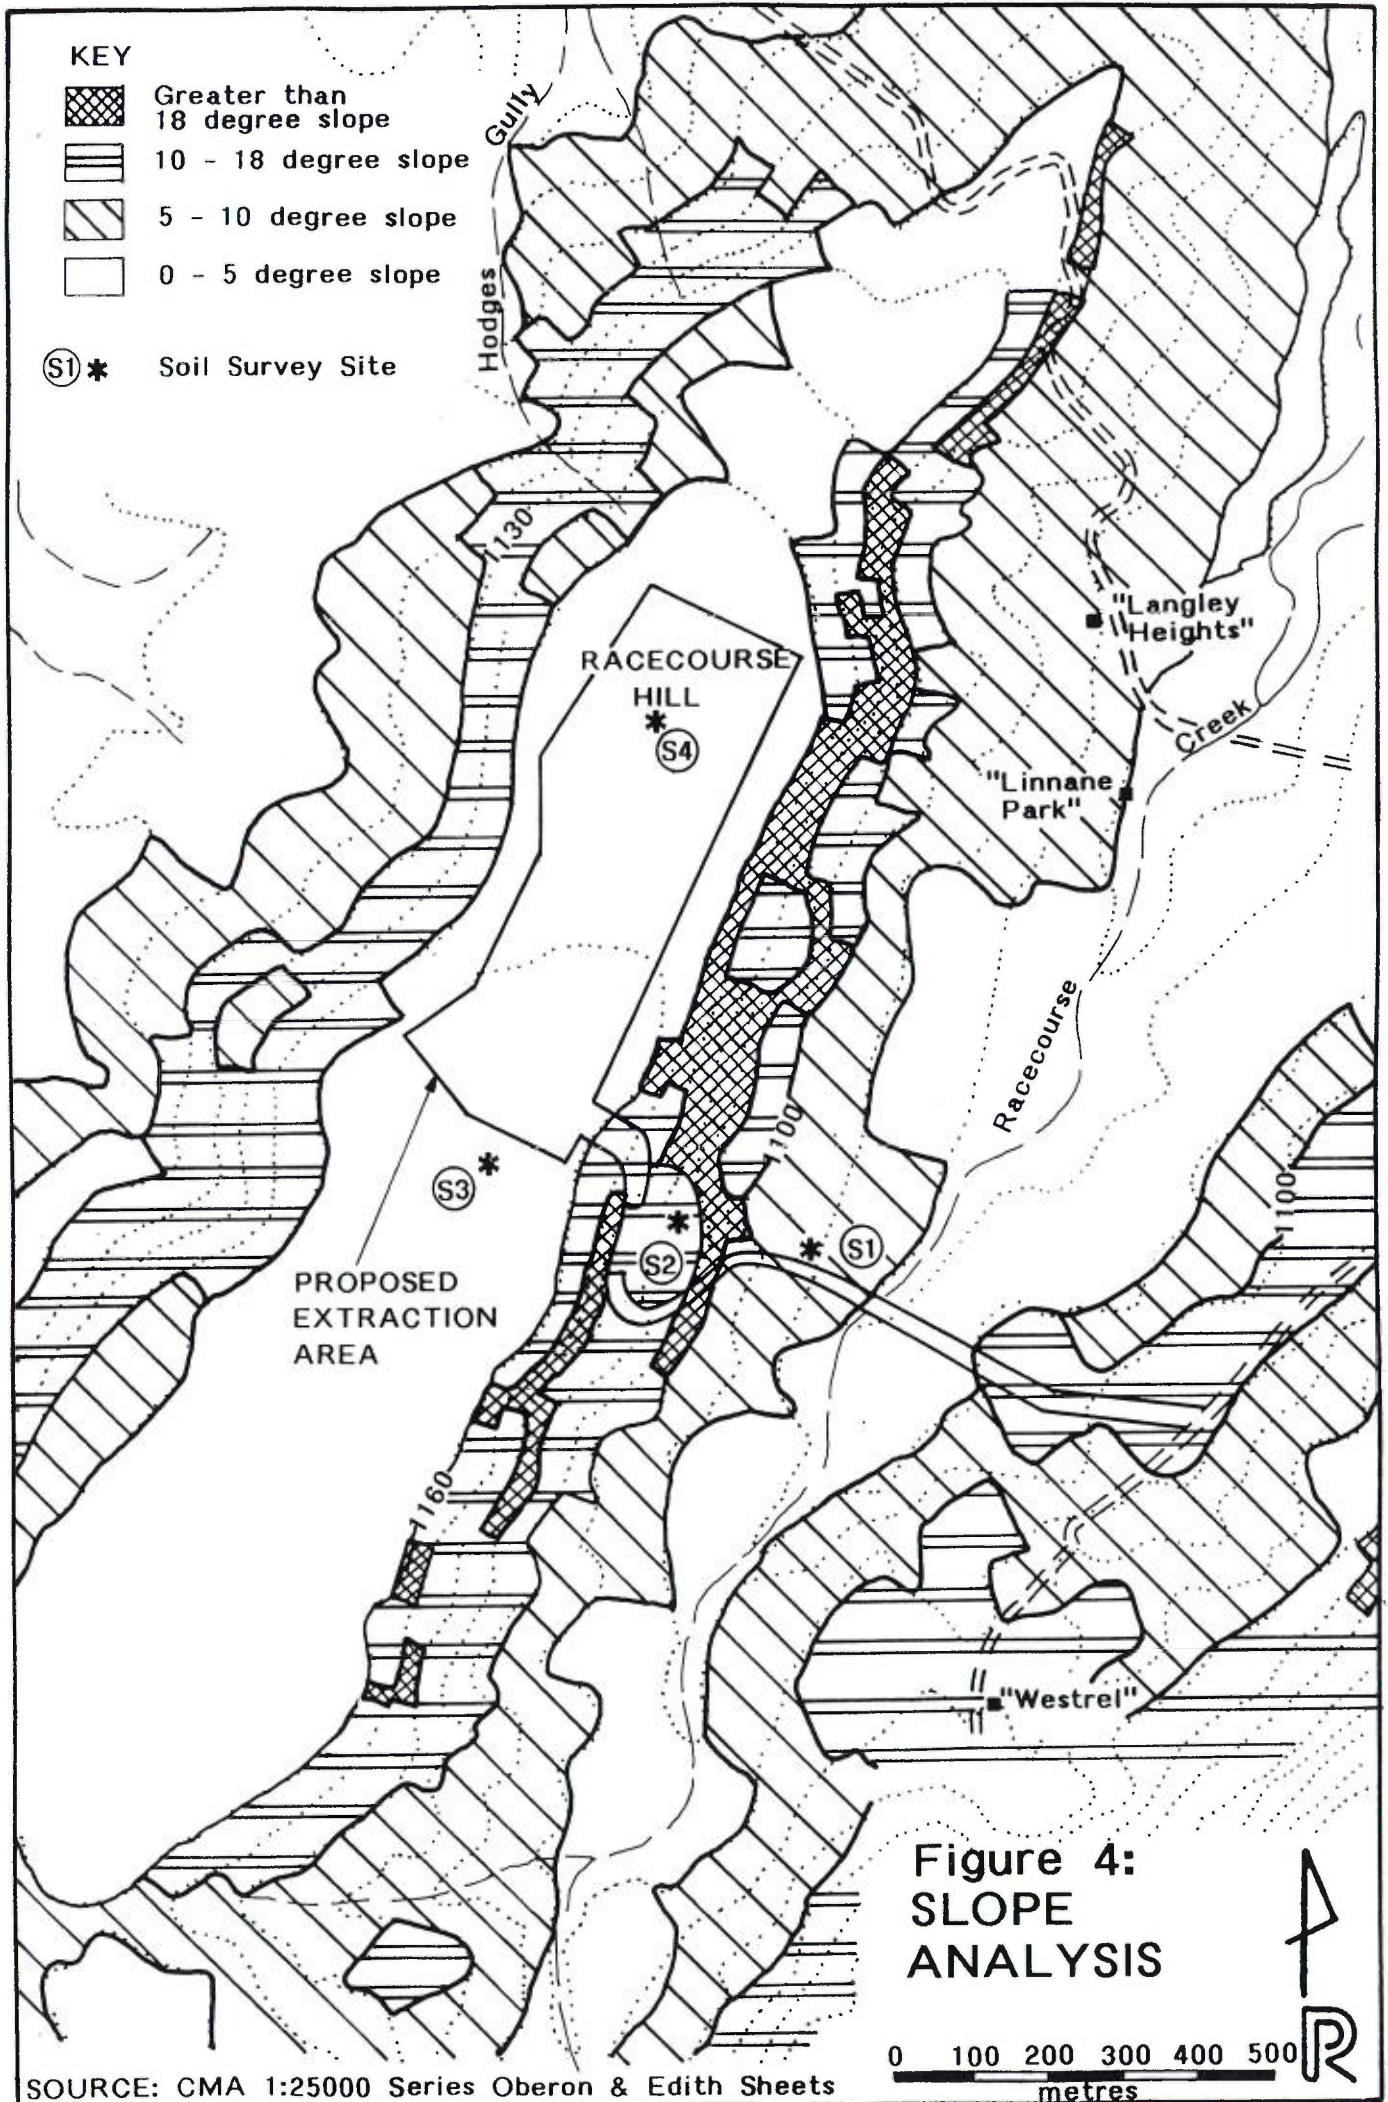 KEY
Greater than
18 degree slope
10 - 18 degree slope
5 - 10 degree slope
0 - 5 degree slope
S1 * Soil Survey Site
Gully
Hodges
1130
"Langley
Heights"
RACECOURSE
HILL
* S4
Creek
"Linnane
Park"
Racecourse
1100
* S3
* S2
* S1
1100
PROPOSED
EXTRACTION
AREA
1160
"Westrel"
Figure 4:
SLOPE
ANALYSIS
R
0 100 200 300 400 500
metres
SOURCE: CMA 1:25000 Series Oberon & Edith Sheets